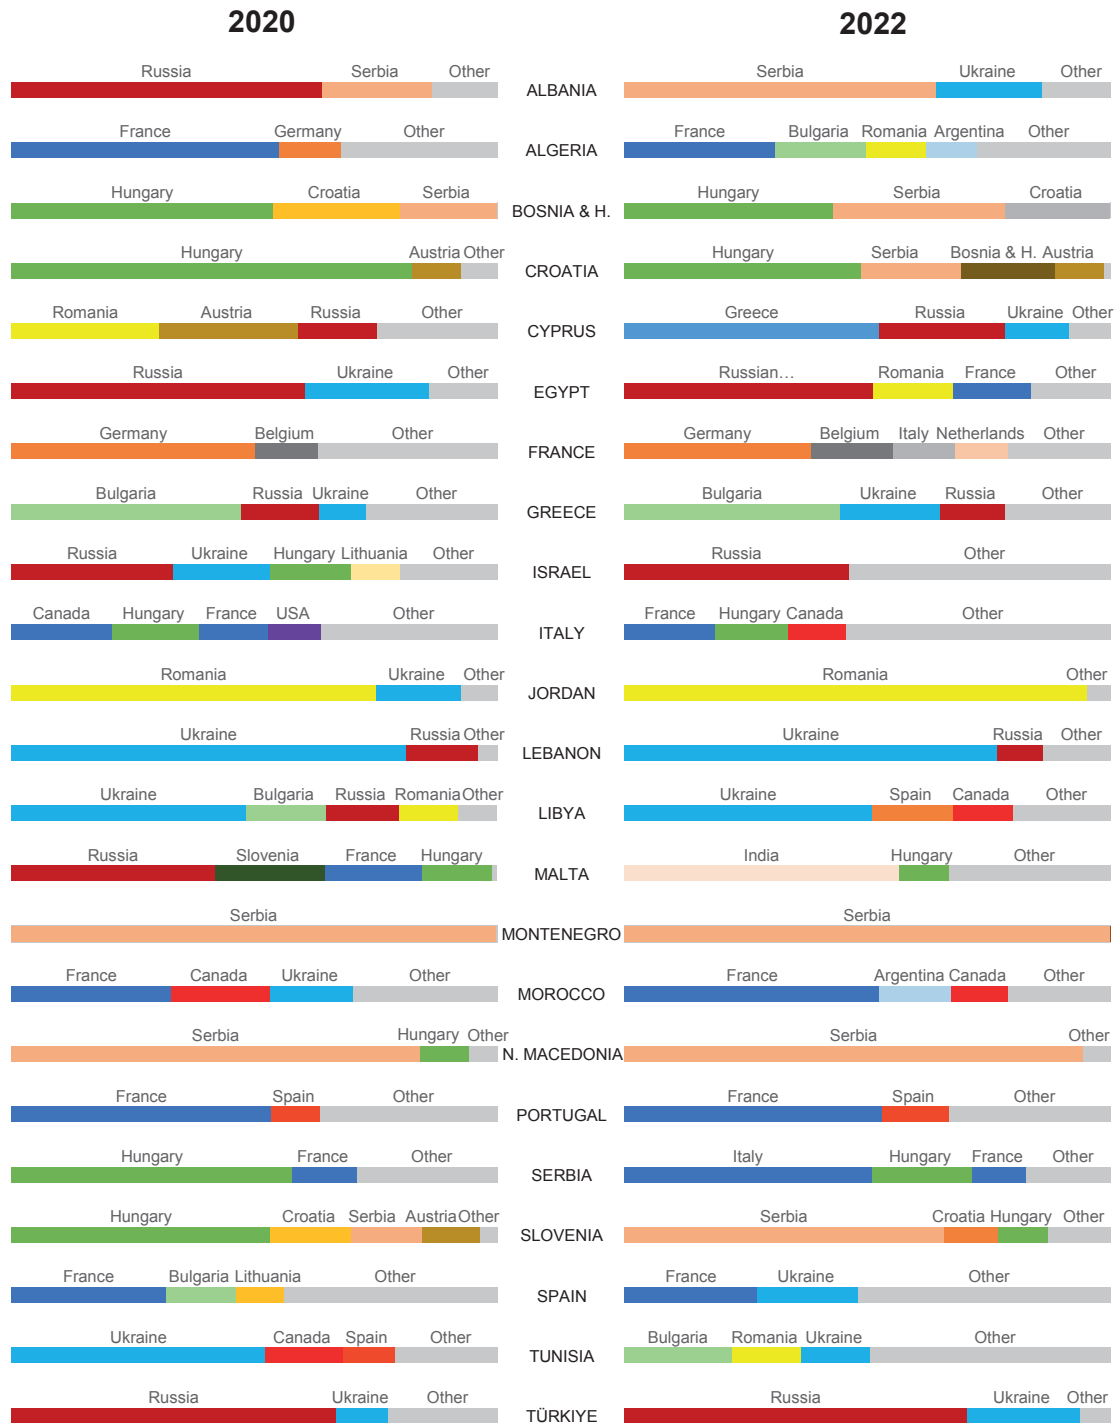 2020 2022
Russia Serbia Other Serbia Ukraine Other
ALBANIA
France Germany Other France Bulgaria Romania Argentina Other
ALGERIA
Hungary Croatia Serbia Hungary Serbia Croatia
BOSNIA & H.
Hungary Austria Other Hungary Serbia Bosnia & H. Austria
CROATIA
Romania Austria Russia Other Greece Russia Ukraine Other
CYPRUS
Russia Ukraine Other Russian... Romania France Other
EGYPT
Germany Belgium Other Germany Belgium Italy Netherlands Other
FRANCE
Bulgaria Russia Ukraine Other Bulgaria Ukraine Russia Other
GREECE
Russia Ukraine Hungary Lithuania Other Russia Other
ISRAEL
Canada Hungary France USA Other France Hungary Canada Other
ITALY
Romania Ukraine Other Romania Other
JORDAN
Ukraine Russia Other Ukraine Russia Other
LEBANON
Ukraine Bulgaria Russia Romania Other Ukraine Spain Canada Other
LIBYA
Russia Slovenia France Hungary India Hungary Other
MALTA
Serbia Serbia
MONTENEGRO
France Canada Ukraine Other France Argentina Canada Other
MOROCCO
Serbia Hungary Other Serbia Other
N. MACEDONIA
France Spain Other France Spain Other
PORTUGAL
Hungary France Other Italy Hungary France Other
SERBIA
Hungary Croatia Serbia Austria Other Serbia Croatia Hungary Other
SLOVENIA
France Bulgaria Lithuania Other France Ukraine Other
SPAIN
Ukraine Canada Spain Other Bulgaria Romania Ukraine Other
TUNISIA
Russia Ukraine Other Russia Ukraine Other
TÜRKIYE